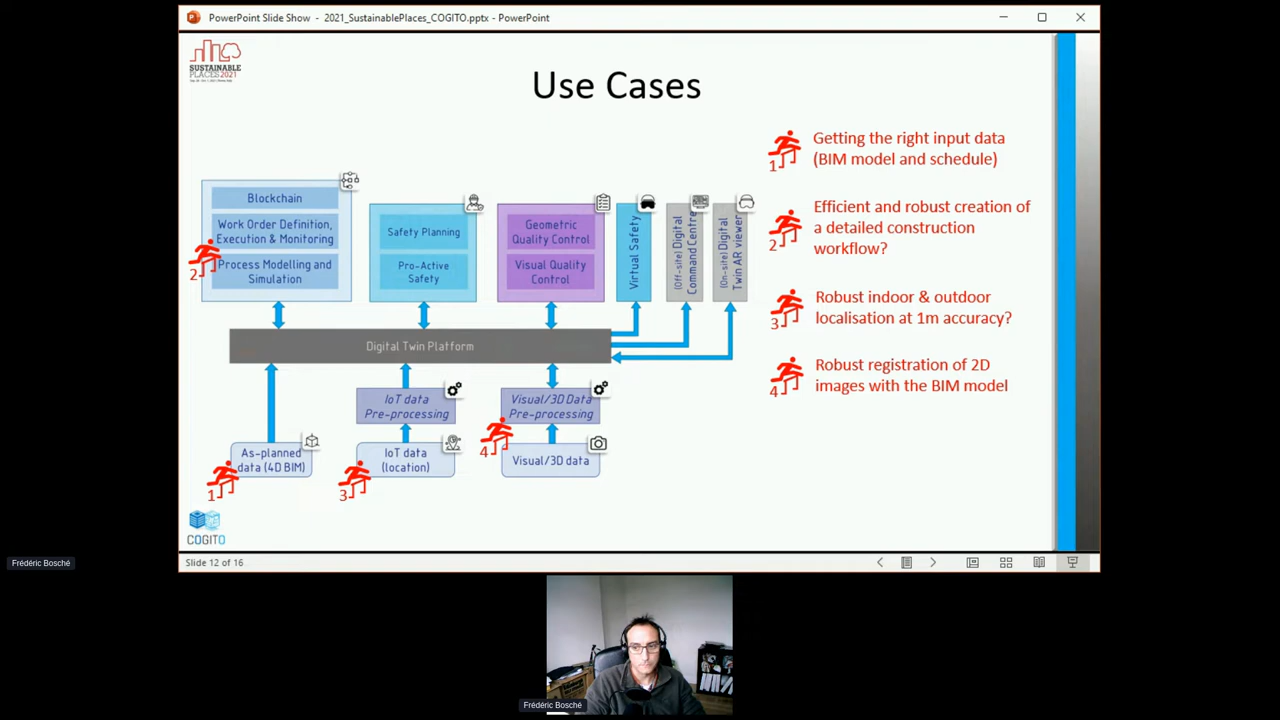 PowerPoint Slide Show - 2021_SustainablePlaces_COGITO.pptx - PowerPoint
SUSTAINABLE
PLACES2021
Use Cases
Blockchain
Work Order Definition,
Execution & Monitoring
Process Modelling and
Simulation
2
Safety Planning
Pro-Active
Safety
Geometric
Quality Control
Visual Quality
Control
Virtual Safety
(Off-site) Digital
Command Centre
(On-site) Digital
Twin AR viewer
Digital Twin Platform
IoT data
Pre-processing
Visual/3D Data
Pre-processing
As-planned
data (4D BIM)
1
IoT data
(location)
3
Visual/3D data
4
1
Getting the right input data
(BIM model and schedule)
2
Efficient and robust creation of
a detailed construction
workflow?
3
Robust indoor & outdoor
localisation at 1m accuracy?
4
Robust registration of 2D
images with the BIM model
COGITO
Slide 12 of 16
Frédéric Bosché
Frédéric Bosché